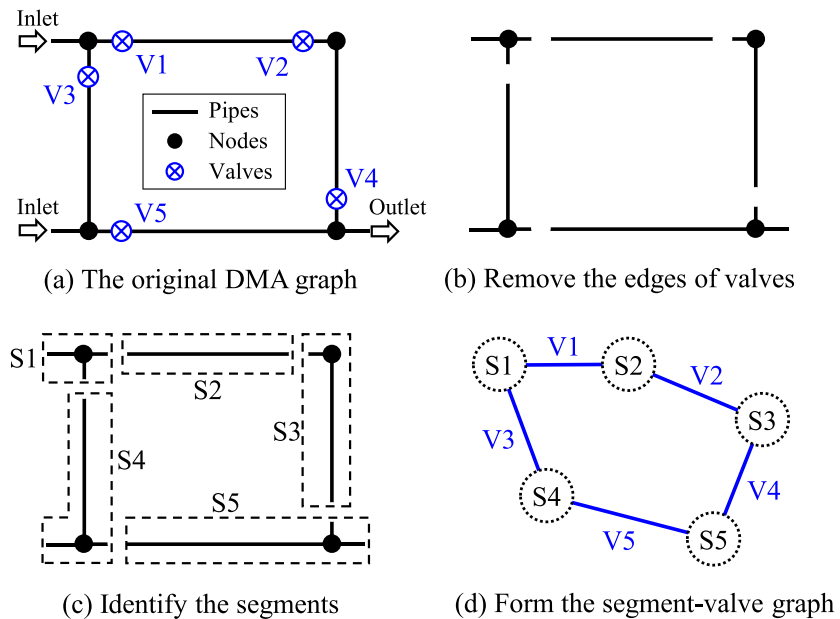 Inlet
V1
V2
V3
Pipes
Nodes
Valves
V4
Inlet
V5
Outlet
(a) The original DMA graph
(b) Remove the edges of valves
S1
S2
S3
S4
S5
(c) Identify the segments
S1
V1
S2
V2
S3
V3
V4
S4
V5
S5
(d) Form the segment-valve graph